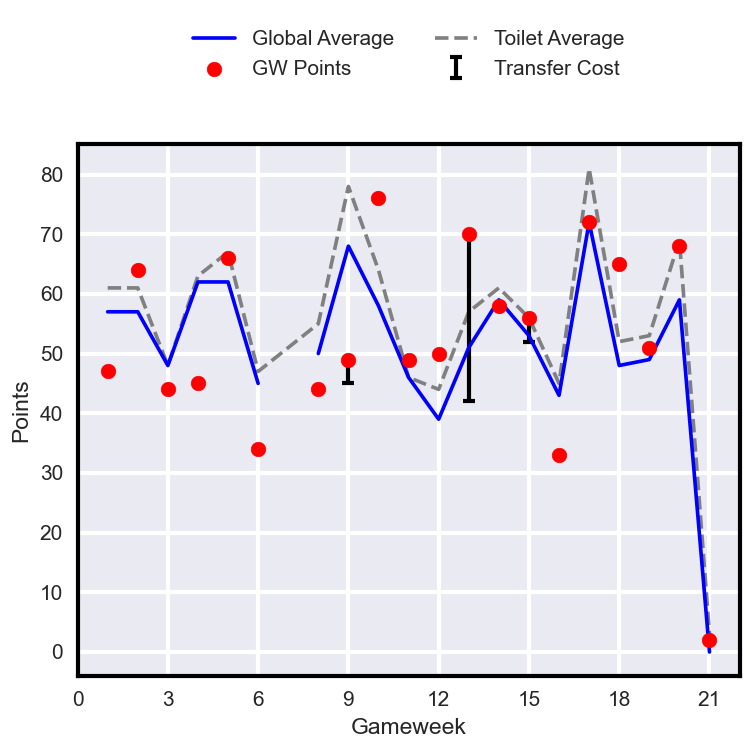 Global Average
Toilet Average
GW Points
Transfer Cost
80
70
60
50
40
30
20
10
0
Points
0 3 6 9 12 15 18 21
Gameweek